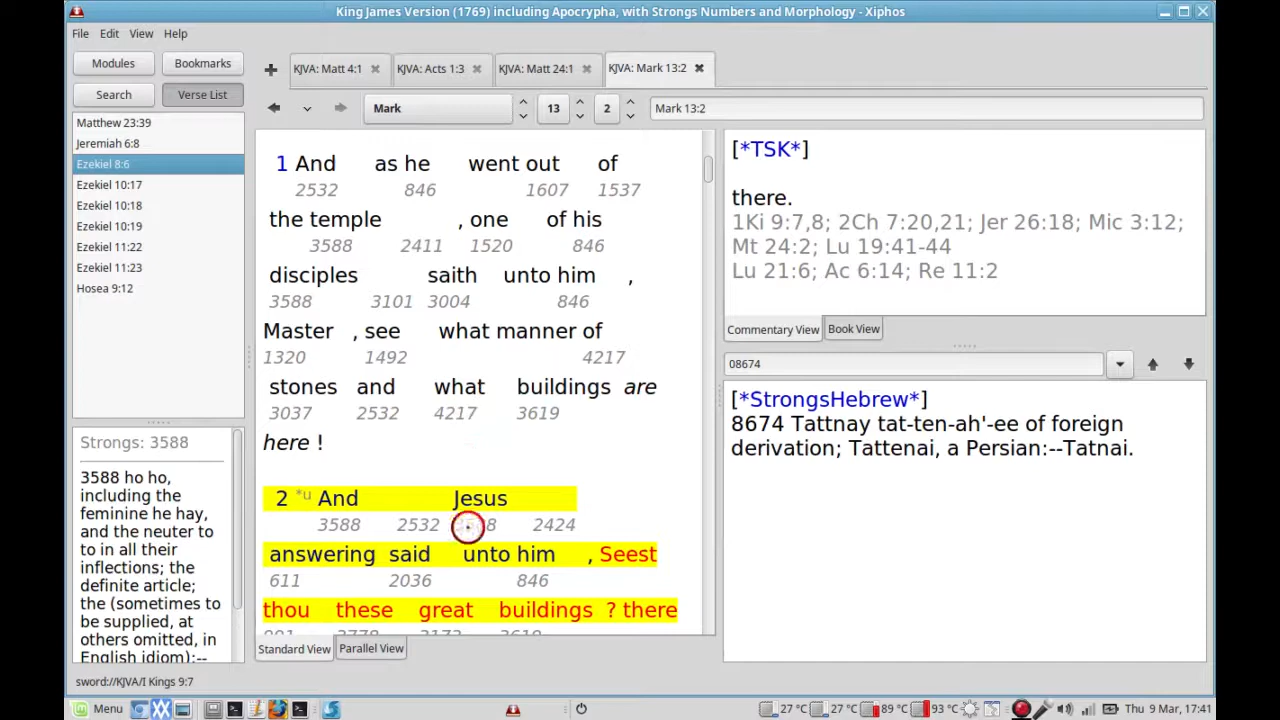 King James Version (1769) including Apocrypha, with Strongs Numbers and Morphology - Xiphos
File Edit View Help
Modules Bookmarks
Search Verse List
KJVA: Matt 4:1 KJVA: Acts 1:3 KJVA: Matt 24:1 KJVA: Mark 13:2
Mark 13 2 Mark 13:2
Matthew 23:39
Jeremiah 6:8
Ezekiel 8:6
Ezekiel 10:17
Ezekiel 10:18
Ezekiel 10:19
Ezekiel 11:22
Ezekiel 11:23
Hosea 9:12
Strongs: 3588
3588 ho ho,
including the
feminine he hay,
and the neuter to
to in all their
inflections; the
definite article;
the (sometimes to
be supplied, at
others omitted, in
English idiom):--
1 And as he went out of
2532 846 1607 1537
the temple , one of his
3588 2411 1520 846
disciples saith unto him ,
3588 3101 3004 846
Master , see what manner of
1320 1492 4217
stones and what buildings are
3037 2532 4217 3619
here !
2 *u And Jesus
3588 2532 2424
answering said unto him , Seest
611 2036 846
thou these great buildings ? there
Standard View Parallel View
[*TSK*]
there.
1Ki 9:7,8; 2Ch 7:20,21; Jer 26:18; Mic 3:12;
Mt 24:2; Lu 19:41-44
Lu 21:6; Ac 6:14; Re 11:2
Commentary View Book View
08674
[*StrongsHebrew*]
8674 Tattnay tat-ten-ah'-ee of foreign
derivation; Tattenai, a Persian:--Tatnai.
sword://KJVA/I Kings 9:7
Menu 27 °C 27 °C 89 °C 93 °C Thu 9 Mar, 17:41